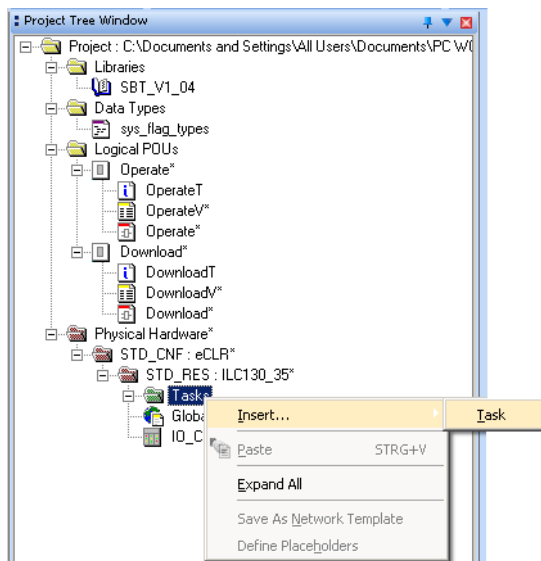 Project Tree Window
Project : C:\Documents and Settings\All Users\Documents\PC W
Libraries
SBT_V1_04
Data Types
sys_flag_types
Logical POUs
Operate*
OperateT
OperateV*
Operate*
Download*
DownloadT
DownloadV*
Download*
Physical Hardware*
STD_CNF : eCLR*
STD_RES : ILC130_35*
Tasks
Globa
IO_C
Insert...
Task
Paste STRG+V
Expand All
Save As Network Template
Define Placeholders